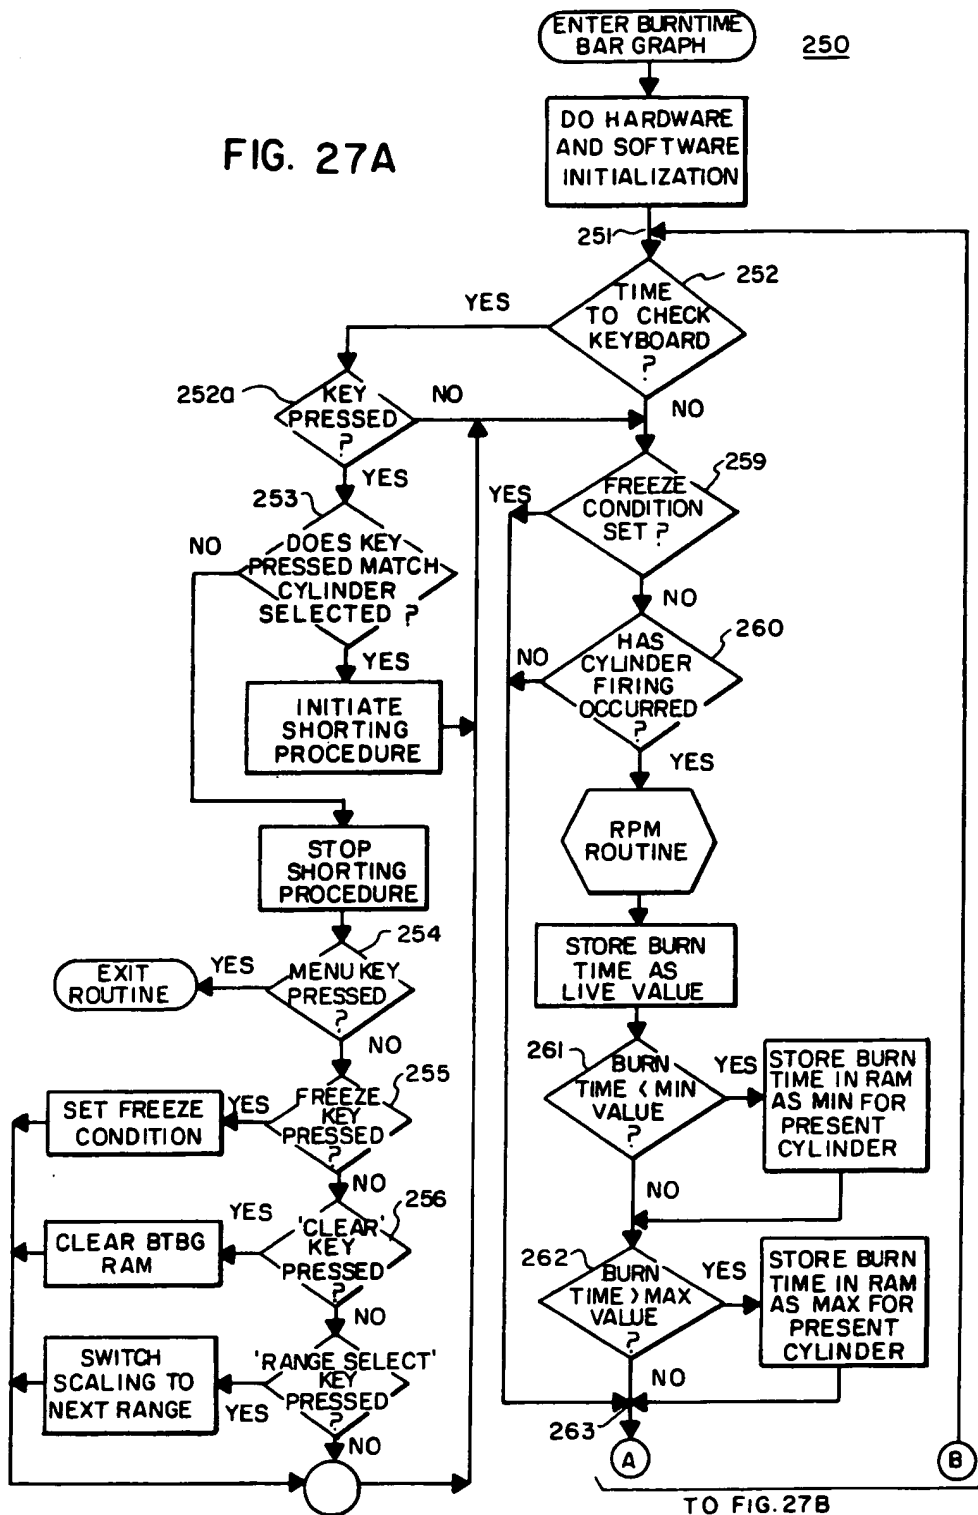 ENTER BURNTIME
BAR GRAPH
250
DO HARDWARE
AND SOFTWARE
INITIALIZATION
FIG. 27A
251
252
TIME
TO CHECK
KEYBOARD
?
YES
NO
252a
KEY
PRESSED
?
NO
YES
253
DOES KEY
PRESSED MATCH
CYLINDER
SELECTED ?
NO
YES
INITIATE
SHORTING
PROCEDURE
STOP
SHORTING
PROCEDURE
254
MENU KEY
PRESSED
?
YES
EXIT
ROUTINE
NO
255
FREEZE
KEY
PRESSED
?
YES
SET FREEZE
CONDITION
NO
256
'CLEAR'
KEY
PRESSED
?
YES
CLEAR BTBG
RAM
NO
'RANGE SELECT'
KEY
PRESSED
?
YES
SWITCH
SCALING TO
NEXT RANGE
NO
259
FREEZE
CONDITION
SET ?
YES
NO
260
HAS
CYLINDER
FIRING
OCCURRED
?
NO
YES
RPM
ROUTINE
STORE BURN
TIME AS
LIVE VALUE
261
BURN
TIME < MIN
VALUE
?
YES
STORE BURN
TIME IN RAM
AS MIN FOR
PRESENT
CYLINDER
NO
262
BURN
TIME > MAX
VALUE
?
YES
STORE BURN
TIME IN RAM
AS MAX FOR
PRESENT
CYLINDER
NO
263
A
B
TO FIG. 27B